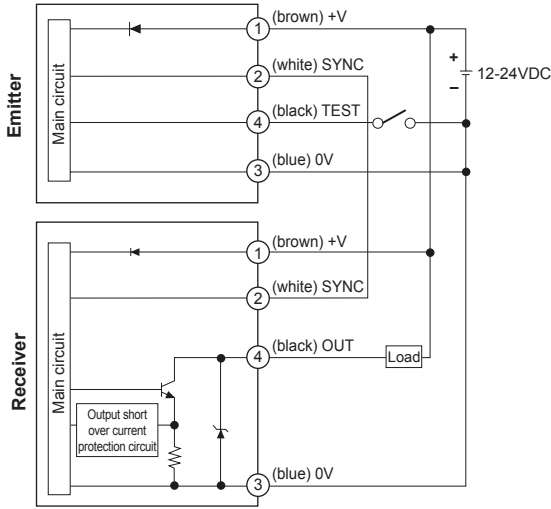 Emitter
Main circuit
1 (brown) +V
2 (white) SYNC
4 (black) TEST
3 (blue) 0V
+
12-24VDC
−
Receiver
Main circuit
1 (brown) +V
2 (white) SYNC
4 (black) OUT
Load
Output short
over current
protection circuit
3 (blue) 0V